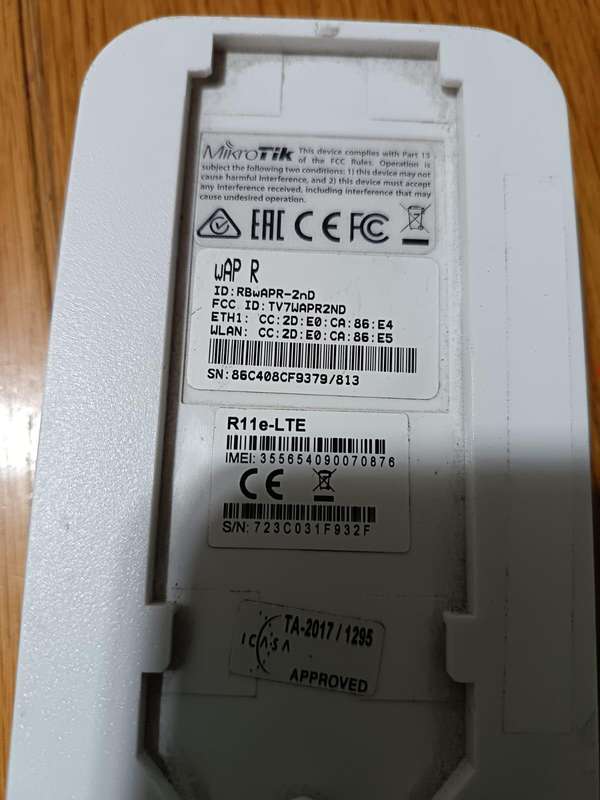 MikroTik This device complies with Part 15
of the FCC Rules. Operation is
subject the following two conditions: 1) this device may not
cause harmful interference, and 2) this device must accept
any interference received, including interference that may
cause undesired operation.
EAC CE FC
wAP R
ID:RBwAPR-2nD
FCC ID:TV7WAPR2ND
ETH1: CC:2D:E0:CA:86:E4
WLAN: CC:2D:E0:CA:86:E5
SN:86C408CF9379/813
R11e-LTE
IMEI: 355654090070876
CE
S/N: 723C031F932F
TA-2017/1295
ICASA
APPROVED